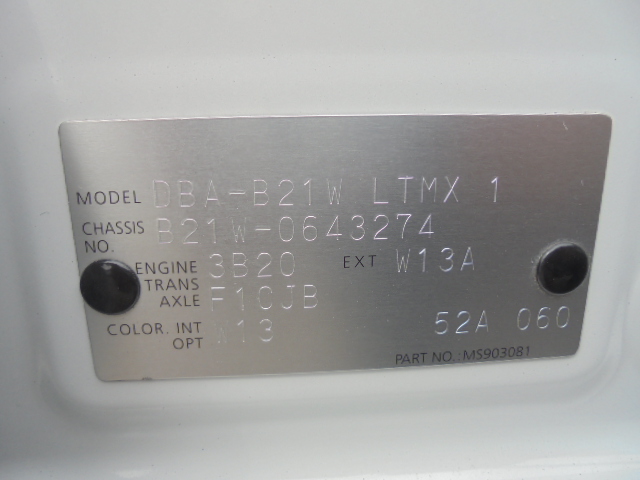 MODEL DBA-B21W LTMX 1
CHASSIS NO. B21W-0643274
ENGINE 3B20 EXT W13A
TRANS AXLE F1CJB
COLOR. INT OPT W13 52A 060
PART NO.: MS903081